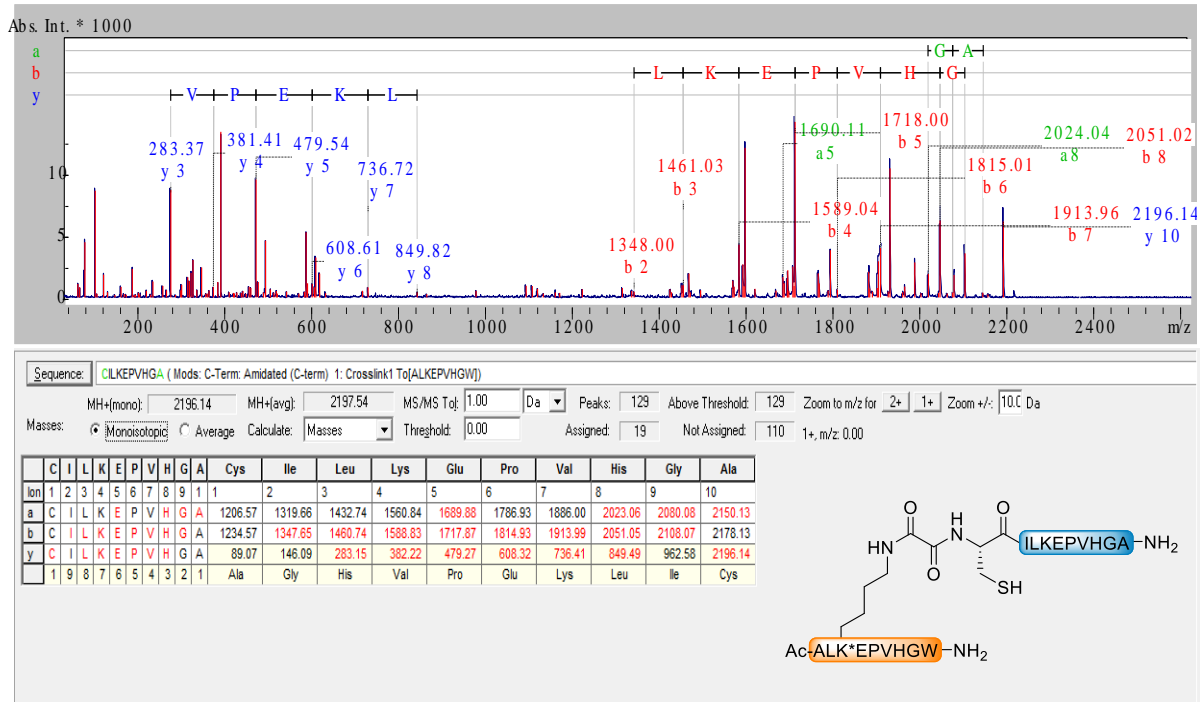 Abs. Int. * 1000
a
b
y
G A
L K E P V H G
V P E K L
283.37
y 3
381.41
y 4
479.54
y 5
608.61
y 6
736.72
y 7
849.82
y 8
1348.00
b 2
1461.03
b 3
1589.04
b 4
1690.11
a5
1718.00
b 5
1815.01
b 6
1913.96
b 7
2024.04
a8
2051.02
b 8
2196.14
y 10
10
5
0
200 400 600 800 1000 1200 1400 1600 1800 2000 2200 2400 m/z
Sequence: CILKEPVHGA ( Mods: C-Term: Amidated (C-term) 1: Crosslink1 To[ALKEPVHGW])
Masses:
MH+(mono): 2196.14 MH+(avg): 2197.54 MS/MS Tol: 1.00 Da Peaks: 129 Above Threshold: 129 Zoom to m/z for 2+ 1+ Zoom +/-: 10.0 Da
Monoisotopic Average Calculate: Masses Threshold: 0.00 Assigned: 19 Not Assigned: 110 1+, m/z: 0.00
C I L K E P V H G A Cys Ile Leu Lys Glu Pro Val His Gly Ala
Ion 1 2 3 4 5 6 7 8 9 1 1 2 3 4 5 6 7 8 9 10
a C I L K E P V H G A 1206.57 1319.66 1432.74 1560.84 1689.88 1786.93 1886.00 2023.06 2080.08 2150.13
b C I L K E P V H G A 1234.57 1347.65 1460.74 1588.83 1717.87 1814.93 1913.99 2051.05 2108.07 2178.13
y C I L K E P V H G A 89.07 146.09 283.15 382.22 479.27 608.32 736.41 849.49 962.58 2196.14
1 9 8 7 6 5 4 3 2 1 Ala Gly His Val Pro Glu Lys Leu Ile Cys
O
H
N
O
HN
O
SH
ILKEPVHGA
NH2
Ac-ALK*EPVHGW-NH2